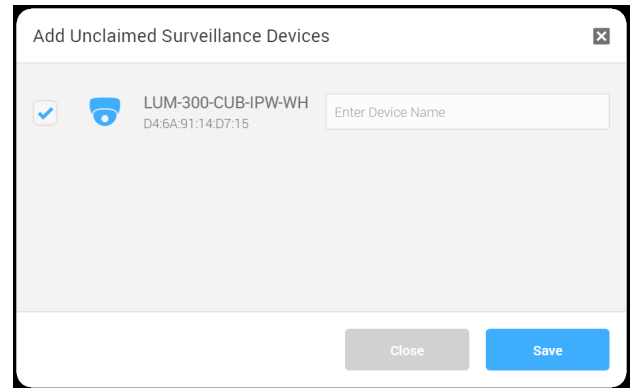 Add Unclaimed Surveillance Devices
LUM-300-CUB-IPW-WH
D4:6A:91:14:D7:15
Enter Device Name
Close
Save